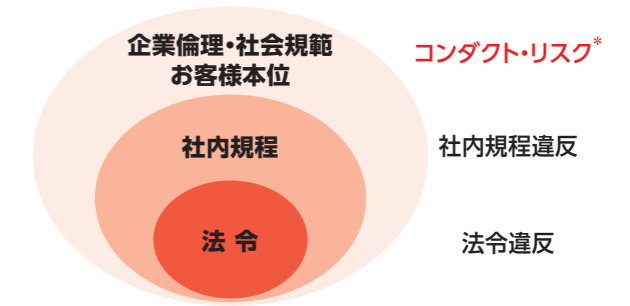 企業倫理・社会規範
お客様本位
コンダクト・リスク*
社内規程
社内規程違反
法令
法令違反